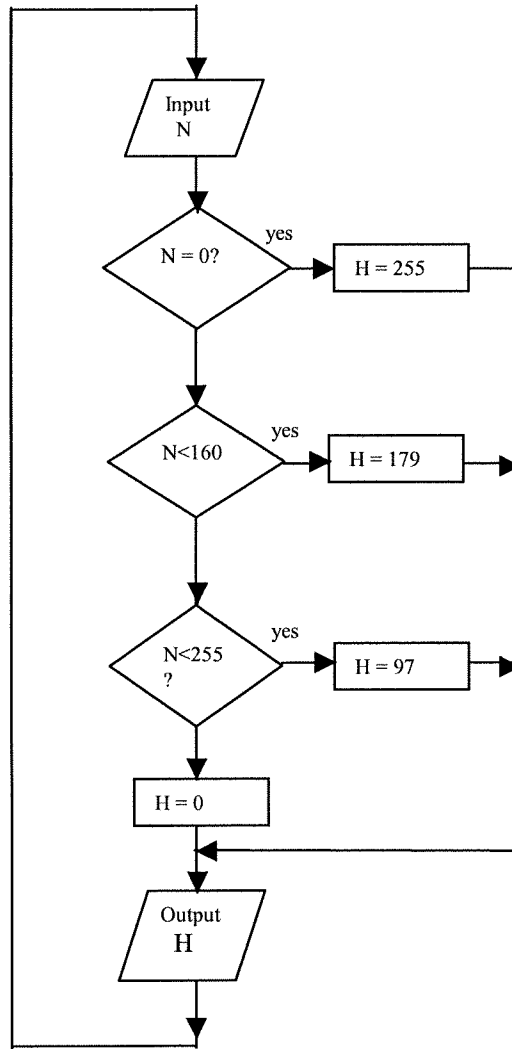 Input
N
N = 0?
yes
H = 255
N<160
yes
H = 179
N<255
?
yes
H = 97
H = 0
Output
H